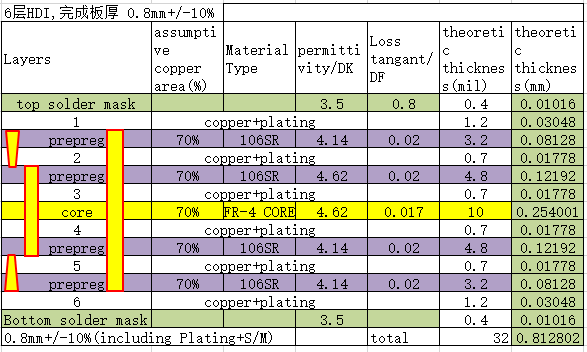 6层HDI,完成板厚 0.8mm+/-10%
Layers assumptive copper area(%) Material Type permittivity/DK Loss tangant/DF theoretic thickness(mil) theoretic thickness(mm)
top solder mask 3.5 0.8 0.4 0.01016
1 copper+plating 1.2 0.03048
prepreg 70% 106SR 4.14 0.02 3.2 0.08128
2 copper+plating 0.7 0.01778
prepreg 70% 106SR 4.62 0.02 4.8 0.12192
3 copper+plating 0.7 0.01778
core 70% FR-4 CORE 4.62 0.017 10 0.254001
4 copper+plating 0.7 0.01778
prepreg 70% 106SR 4.14 0.02 4.8 0.12192
5 copper+plating 0.7 0.01778
prepreg 70% 106SR 4.14 0.02 3.2 0.08128
6 copper+plating 1.2 0.03048
Bottom solder mask 3.5 0.4 0.01016
0.8mm+/-10%(including Plating+S/M) total 32 0.812802